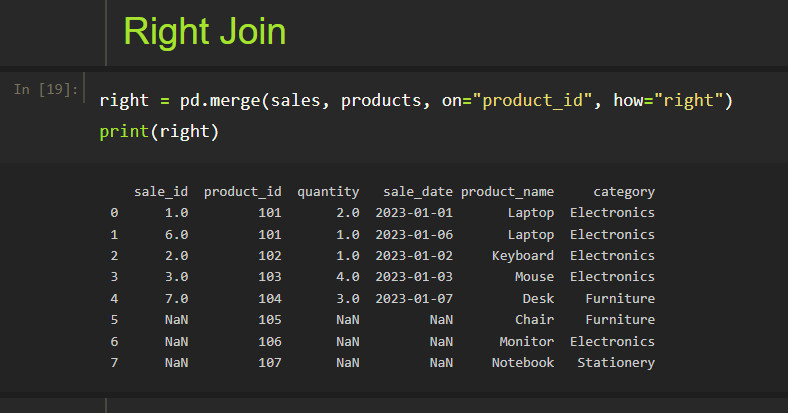 Right Join
In [19]:
right = pd.merge(sales, products, on="product_id", how="right")
print(right)
sale_id product_id quantity sale_date product_name category
0 1.0 101 2.0 2023-01-01 Laptop Electronics
1 6.0 101 1.0 2023-01-06 Laptop Electronics
2 2.0 102 1.0 2023-01-02 Keyboard Electronics
3 3.0 103 4.0 2023-01-03 Mouse Electronics
4 7.0 104 3.0 2023-01-07 Desk Furniture
5 NaN 105 NaN NaN Chair Furniture
6 NaN 106 NaN NaN Monitor Electronics
7 NaN 107 NaN NaN Notebook Stationery